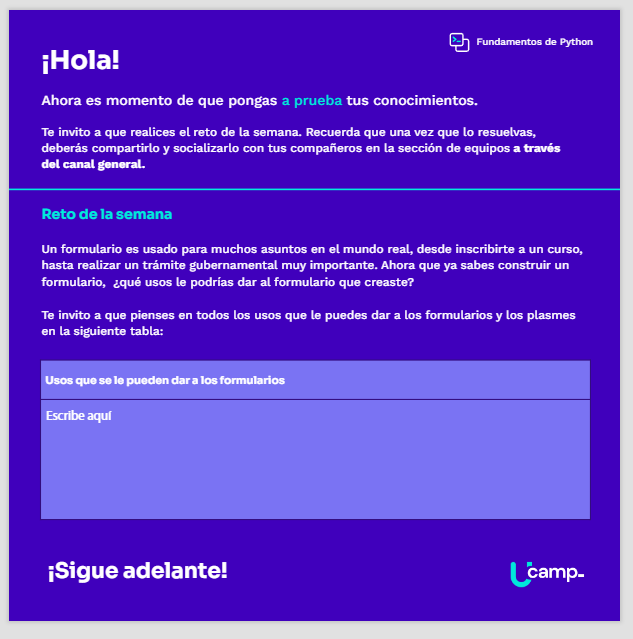 Fundamentos de Python
¡Hola!
Ahora es momento de que pongas a prueba tus conocimientos.
Te invito a que realices el reto de la semana. Recuerda que una vez que lo resuelvas,
deberás compartirlo y socializarlo con tus compañeros en la sección de equipos a través
del canal general.
Reto de la semana
Un formulario es usado para muchos asuntos en el mundo real, desde inscribirte a un curso,
hasta realizar un trámite gubernamental muy importante. Ahora que ya sabes construir un
formulario, ¿qué usos le podrías dar al formulario que creaste?
Te invito a que pienses en todos los usos que le puedes dar a los formularios y los plasmes
en la siguiente tabla:
Usos que se le pueden dar a los formularios
Escribe aquí
¡Sigue adelante!
Ucamp